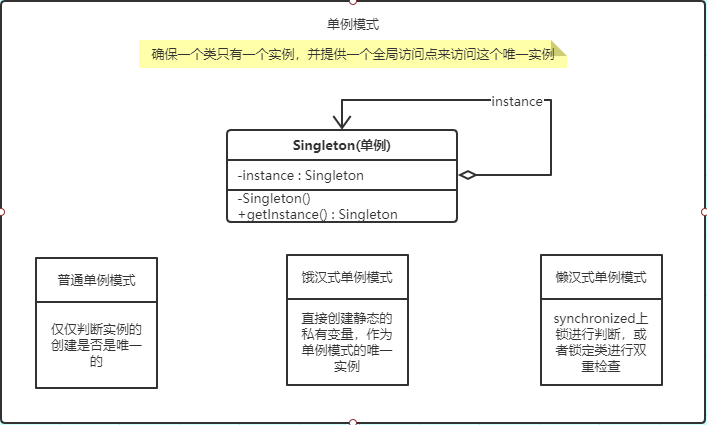 单例模式
确保一个类只有一个实例，并提供一个全局访问点来访问这个唯一实例
instance
Singleton(单例)
-instance : Singleton
-Singleton()
+getInstance() : Singleton
普通单例模式
仅仅判断实例的
创建是否是唯一
的
饿汉式单例模式
直接创建静态的
私有变量，作为
单例模式的唯一
实例
懒汉式单例模式
synchronized上
锁进行判断，或
者锁定类进行双
重检查